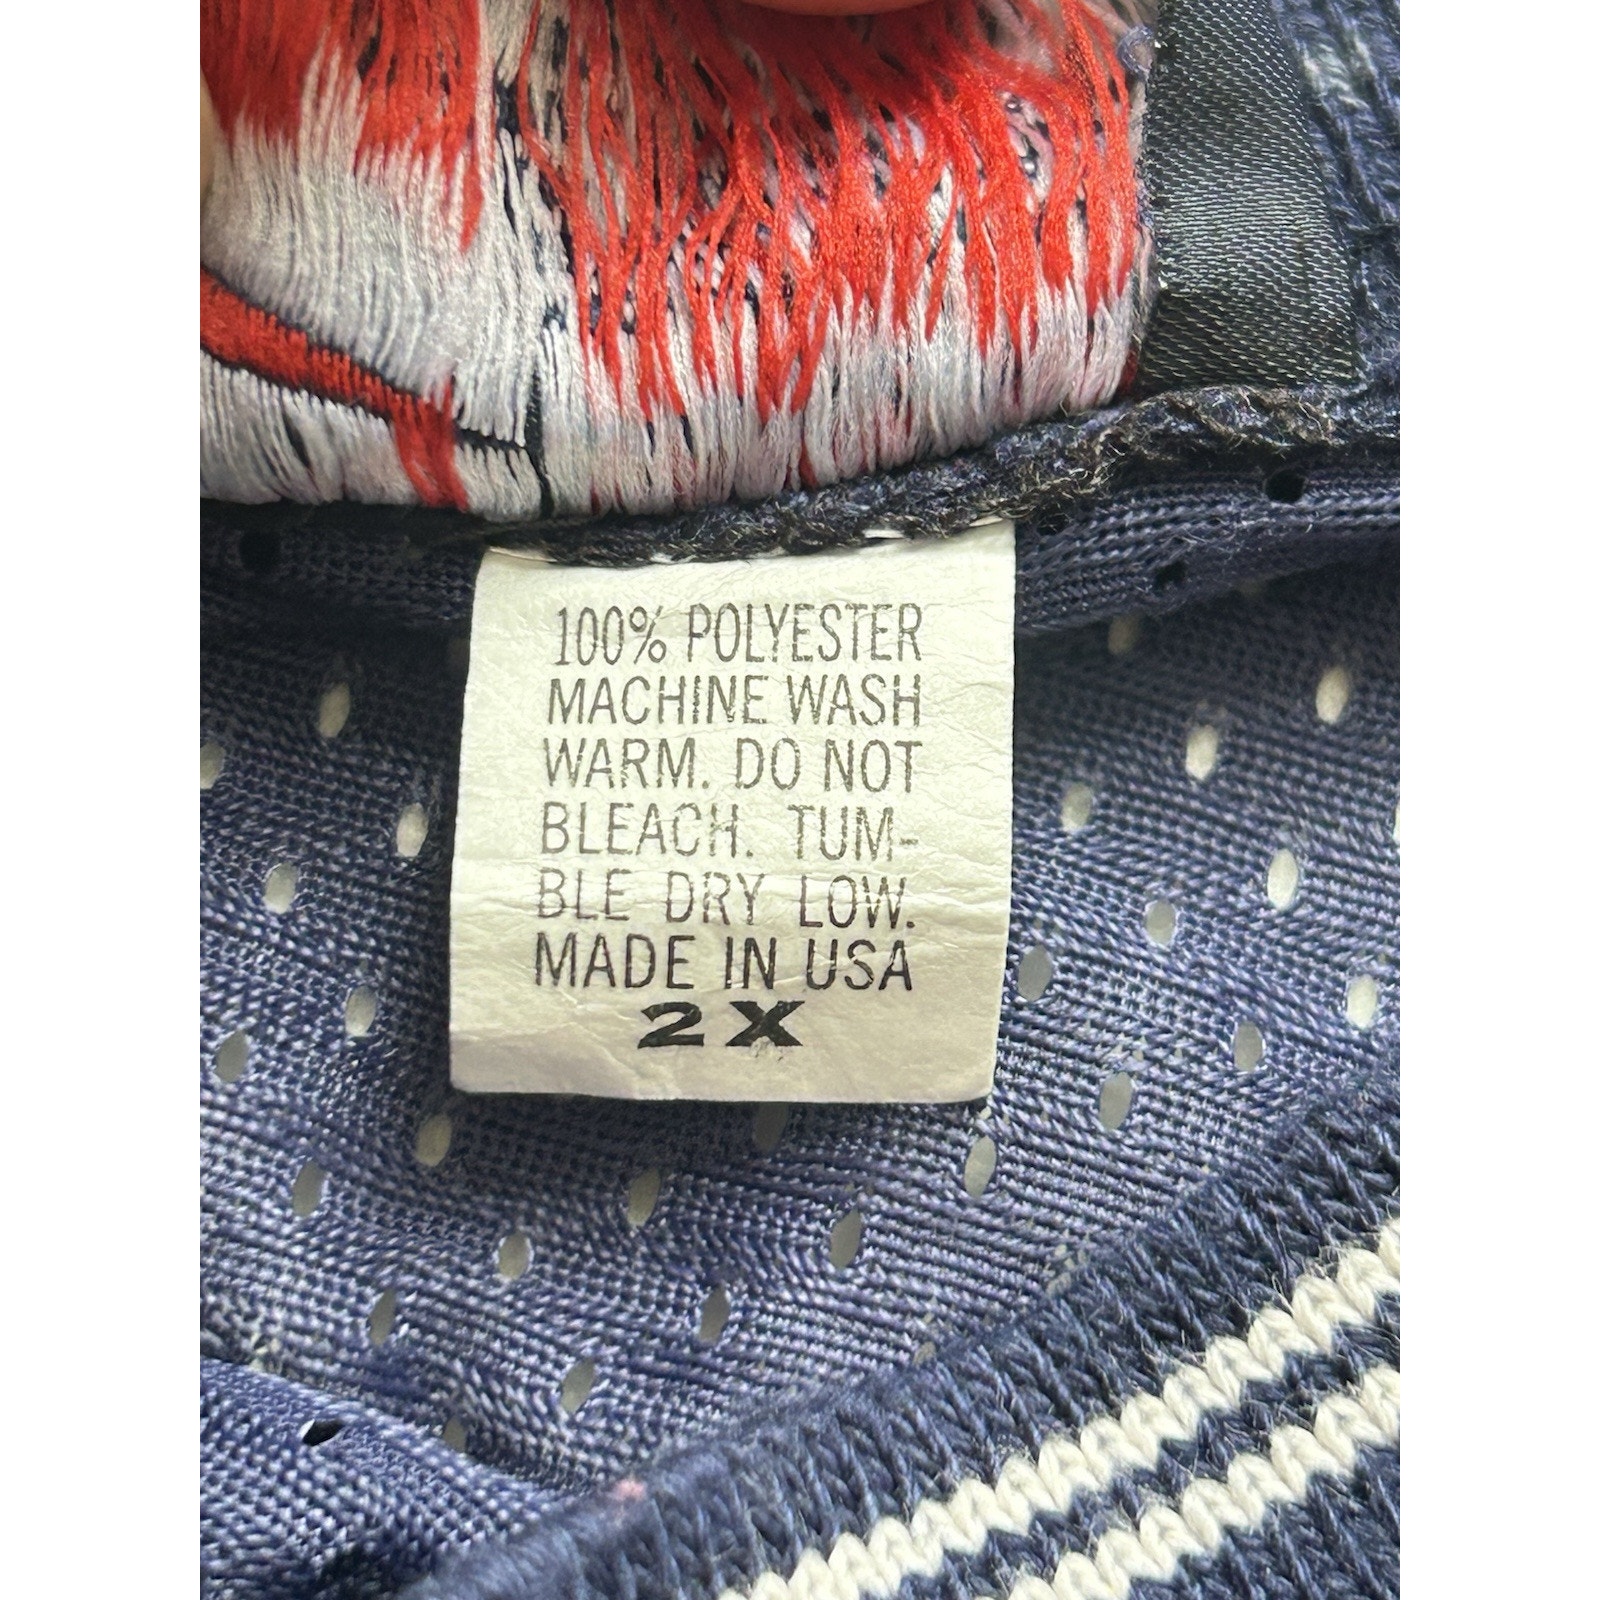 100% POLYESTER
MACHINE WASH
WARM. DO NOT
BLEACH. TUM-
BLE DRY LOW.
MADE IN USA
2X